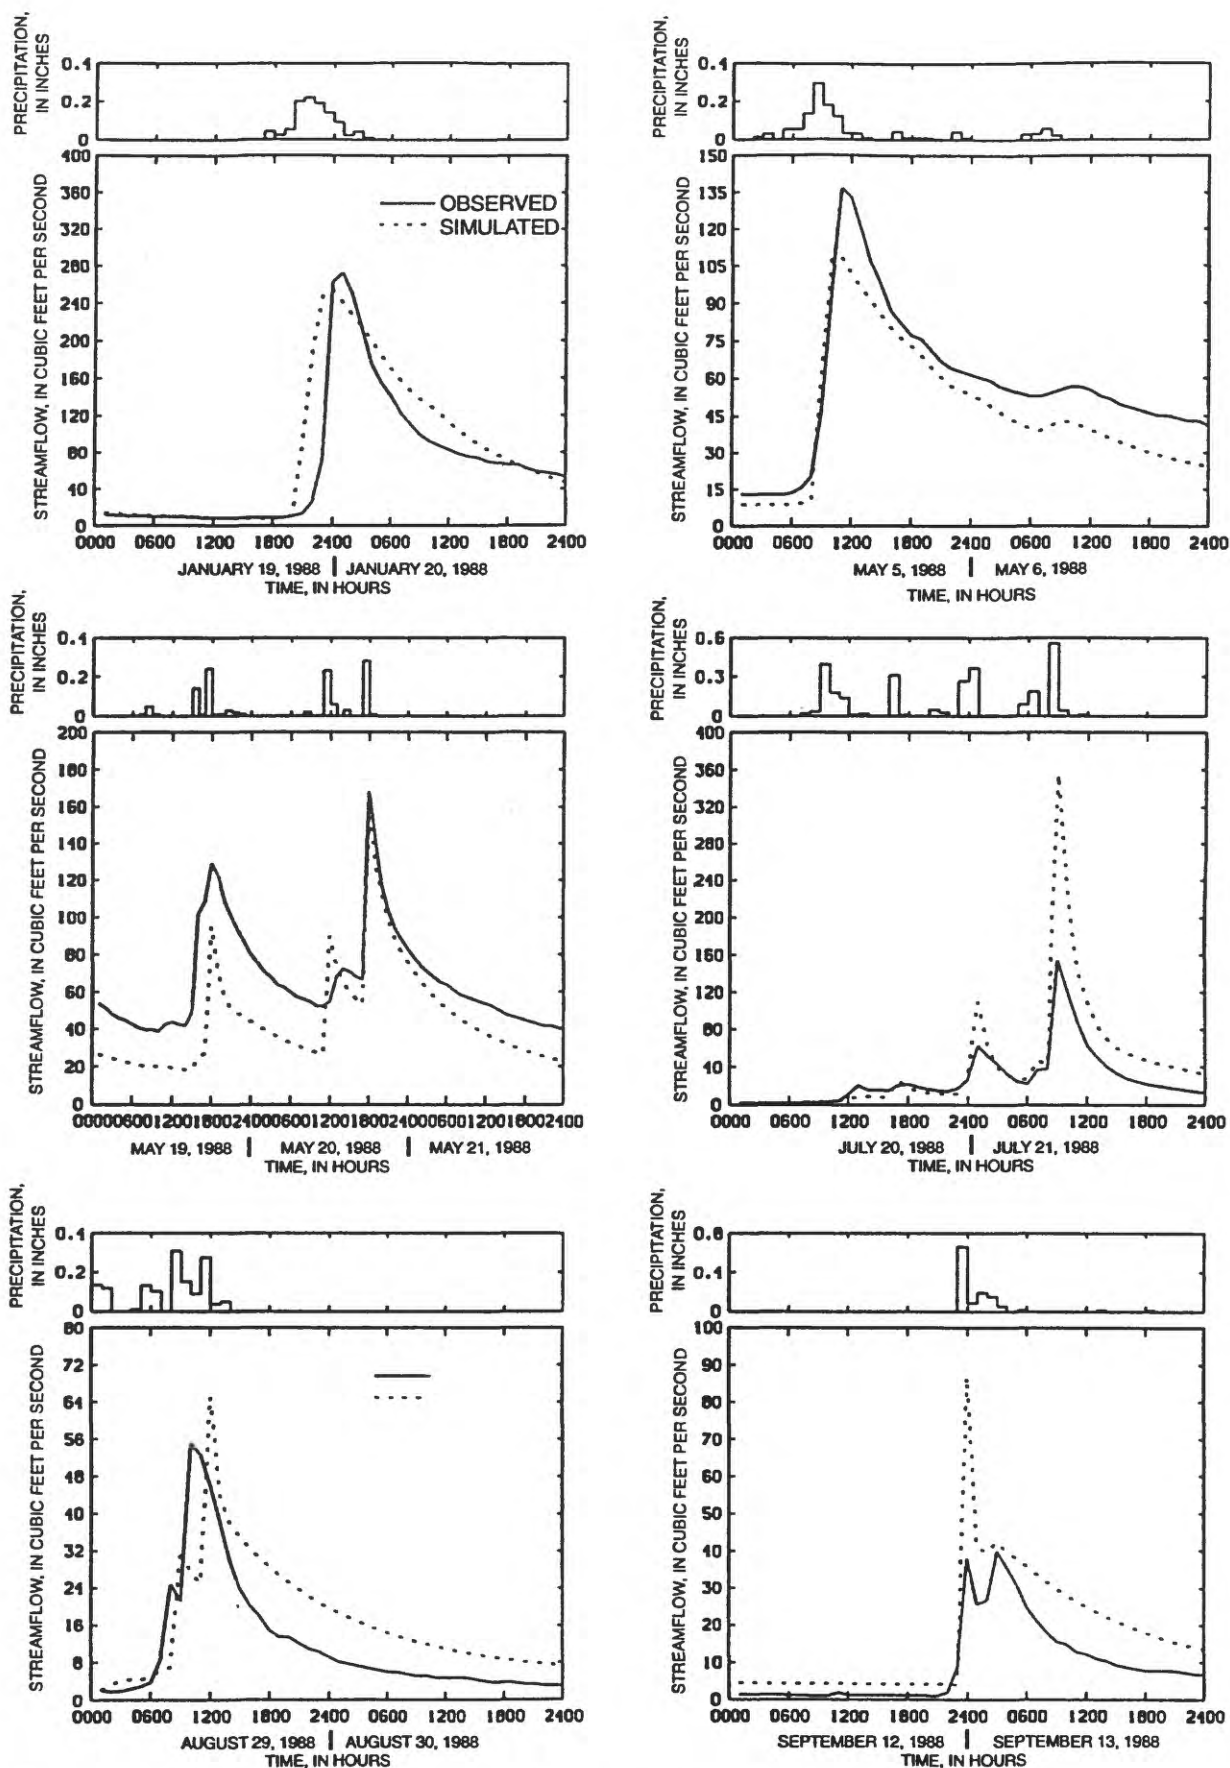 PRECIPITATION,
IN INCHES
0.4
0.2
0
STREAMFLOW, IN CUBIC FEET PER SECOND
400
360
320
280
240
200
160
120
80
40
0
OBSERVED
SIMULATED
0000 0600 1200 1800 2400 0600 1200 1800 2400
JANUARY 19, 1988 JANUARY 20, 1988
TIME, IN HOURS
PRECIPITATION,
IN INCHES
0.4
0.2
0
STREAMFLOW, IN CUBIC FEET PER SECOND
150
135
120
105
90
75
60
45
30
15
0
0000 0600 1200 1800 2400 0600 1200 1800 2400
MAY 5, 1988 MAY 6, 1988
TIME, IN HOURS
PRECIPITATION,
IN INCHES
0.4
0.2
0
STREAMFLOW, IN CUBIC FEET PER SECOND
200
180
160
140
120
100
80
60
40
20
0
0000 0600 1200 1800 2400 0600 1200 1800 2400 0600 1200 1800 2400
MAY 19, 1988 MAY 20, 1988 MAY 21, 1988
TIME, IN HOURS
PRECIPITATION,
IN INCHES
0.6
0.3
0
STREAMFLOW, IN CUBIC FEET PER SECOND
400
360
320
280
240
200
160
120
80
40
0
0000 0600 1200 1800 2400 0600 1200 1800 2400
JULY 20, 1988 JULY 21, 1988
TIME, IN HOURS
PRECIPITATION,
IN INCHES
0.4
0.2
0
STREAMFLOW, IN CUBIC FEET PER SECOND
80
72
64
56
48
40
32
24
16
8
0
0000 0600 1200 1800 2400 0600 1200 1800 2400
AUGUST 29, 1988 AUGUST 30, 1988
TIME, IN HOURS
PRECIPITATION,
IN INCHES
0.8
0.4
0
STREAMFLOW, IN CUBIC FEET PER SECOND
100
90
80
70
60
50
40
30
20
10
0
0000 0600 1200 1800 2400 0600 1200 1800 2400
SEPTEMBER 12, 1988 SEPTEMBER 13, 1988
TIME, IN HOURS